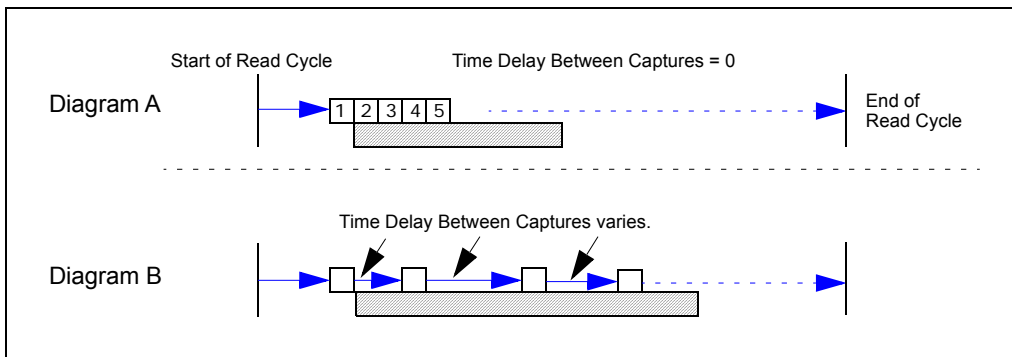 Start of Read Cycle
Time Delay Between Captures = 0
Diagram A
1 2 3 4 5
End of
Read Cycle
Time Delay Between Captures varies.
Diagram B